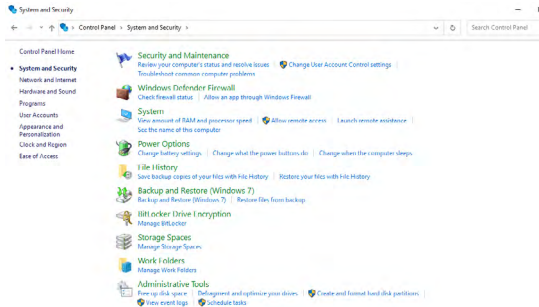 System and Security
Control Panel > System and Security >
Search Control Panel
Control Panel Home
System and Security
Network and Internet
Hardware and Sound
Programs
User Accounts
Appearance and
Personalization
Clock and Region
Ease of Access
Security and Maintenance
Review your computer's status and resolve issues | Change User Account Control settings |
Troubleshoot common computer problems
Windows Defender Firewall
Check firewall status | Allow an app through Windows Firewall
System
View amount of RAM and processor speed | Allow remote access | Launch remote assistance |
See the name of this computer
Power Options
Change battery settings | Change what the power buttons do | Change when the computer sleeps
File History
Save backup copies of your files with File History | Restore your files with File History
Backup and Restore (Windows 7)
Backup and Restore (Windows 7) | Restore files from backup
BitLocker Drive Encryption
Manage BitLocker
Storage Spaces
Manage Storage Spaces
Work Folders
Manage Work Folders
Administrative Tools
Free up disk space | Defragment and optimize your drives | Create and format hard disk partitions |
View event logs | Schedule tasks